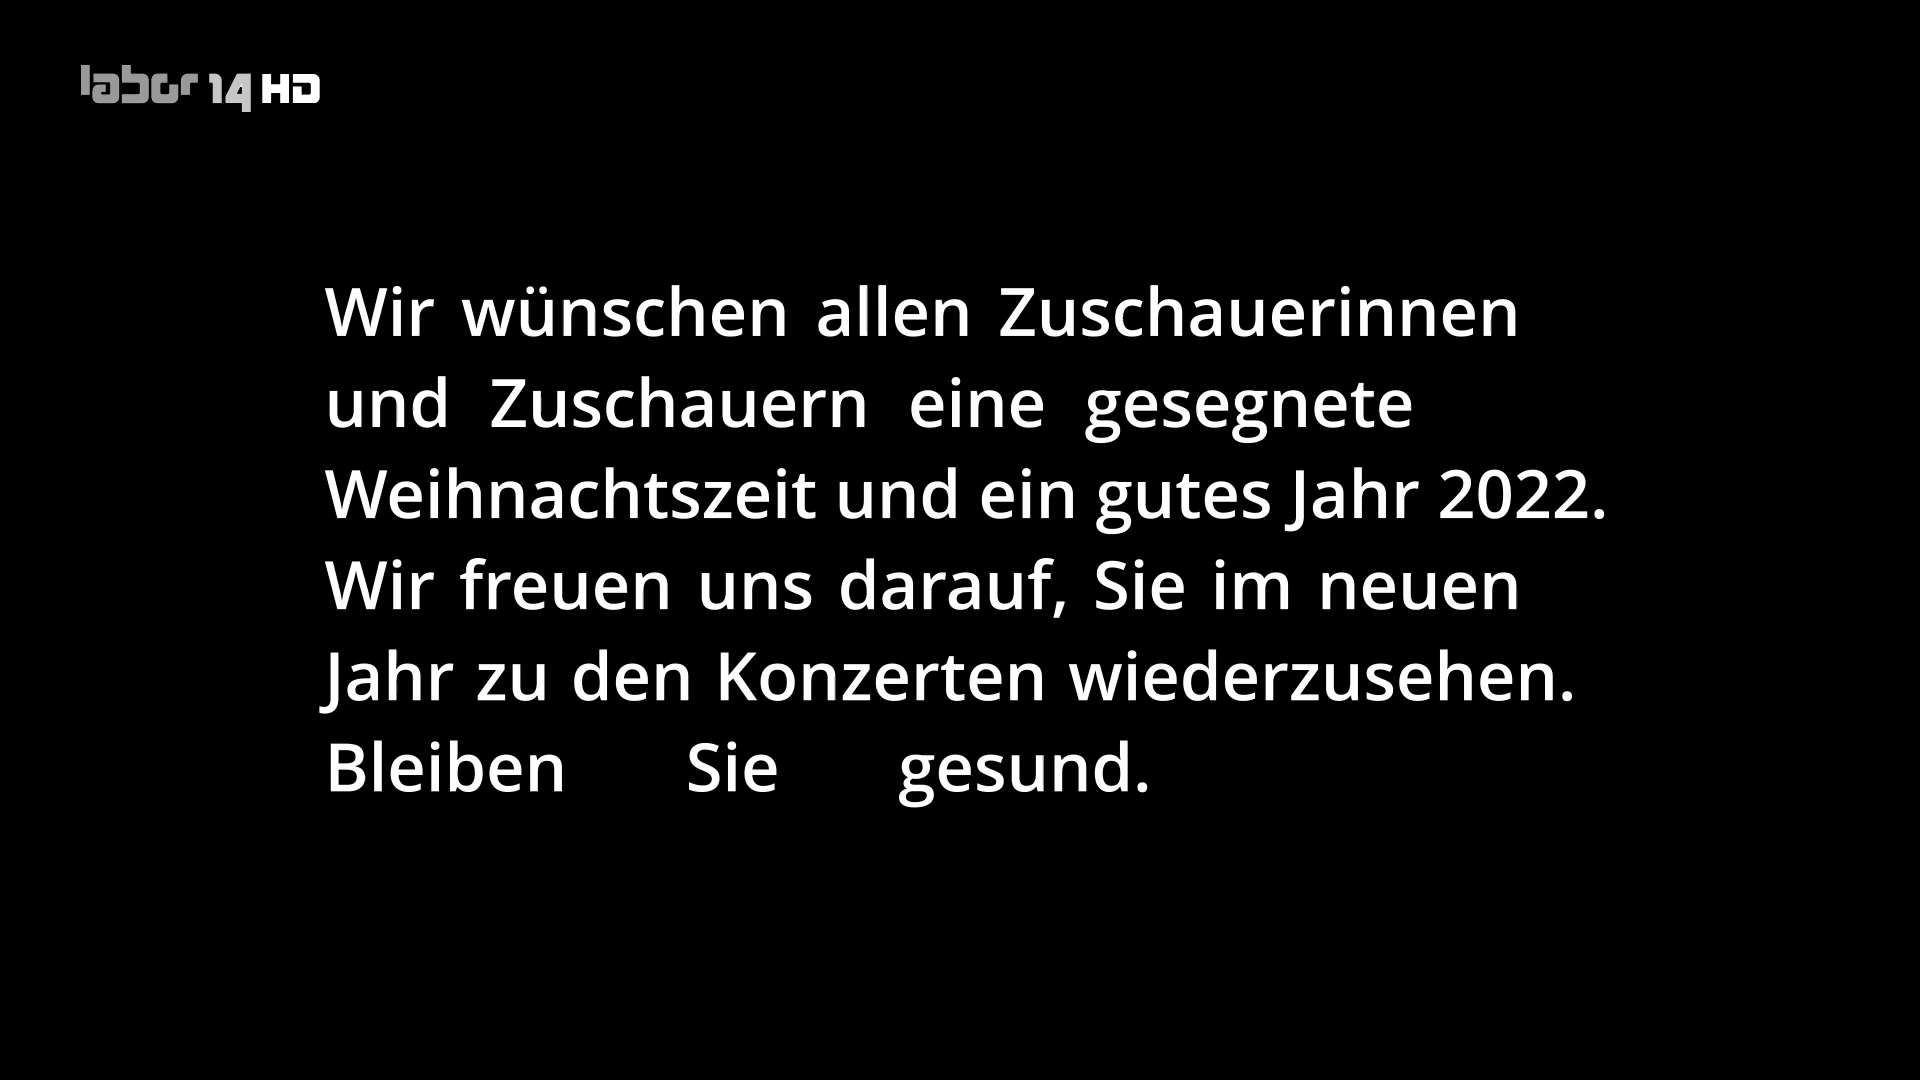 labor 14 HD
Wir wünschen allen Zuschauerinnen
und Zuschauern eine gesegnete
Weihnachtszeit und ein gutes Jahr 2022.
Wir freuen uns darauf, Sie im neuen
Jahr zu den Konzerten wiederzusehen.
Bleiben Sie gesund.